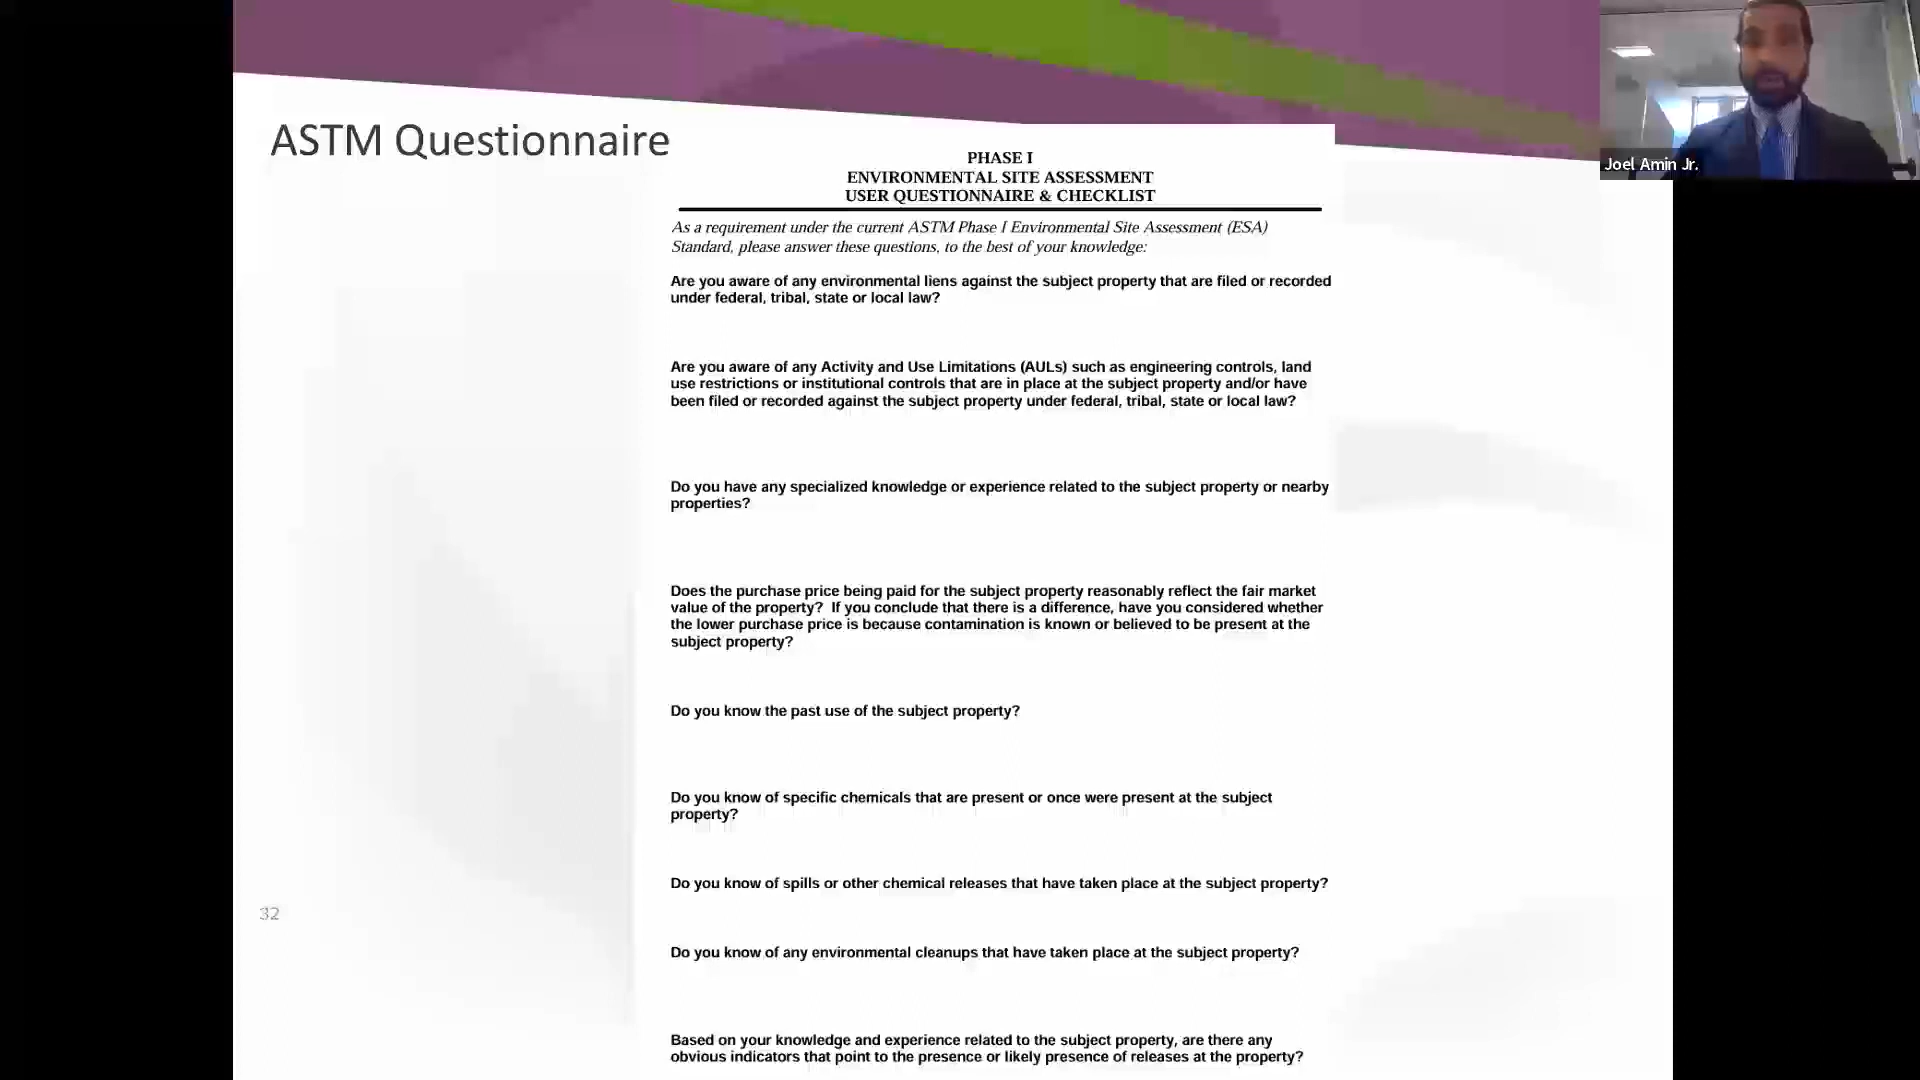 ASTM Questionnaire
PHASE I
ENVIRONMENTAL SITE ASSESSMENT
USER QUESTIONNAIRE & CHECKLIST
As a requirement under the current ASTM Phase I Environmental Site Assessment (ESA)
Standard, please answer these questions, to the best of your knowledge:
Are you aware of any environmental liens against the subject property that are filed or recorded
under federal, tribal, state or local law?
Are you aware of any Activity and Use Limitations (AULs) such as engineering controls, land
use restrictions or institutional controls that are in place at the subject property and/or have
been filed or recorded against the subject property under federal, tribal, state or local law?
Do you have any specialized knowledge or experience related to the subject property or nearby
properties?
Does the purchase price being paid for the subject property reasonably reflect the fair market
value of the property?  If you conclude that there is a difference, have you considered whether
the lower purchase price is because contamination is known or believed to be present at the
subject property?
Do you know the past use of the subject property?
Do you know of specific chemicals that are present or once were present at the subject
property?
Do you know of spills or other chemical releases that have taken place at the subject property?
Do you know of any environmental cleanups that have taken place at the subject property?
Based on your knowledge and experience related to the subject property, are there any
obvious indicators that point to the presence or likely presence of releases at the property?
32
Joel Amin Jr.